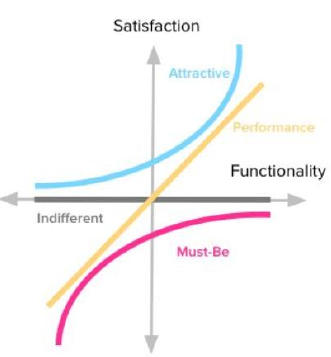 Satisfaction
Attractive
Performance
Functionality
Indifferent
Must-Be